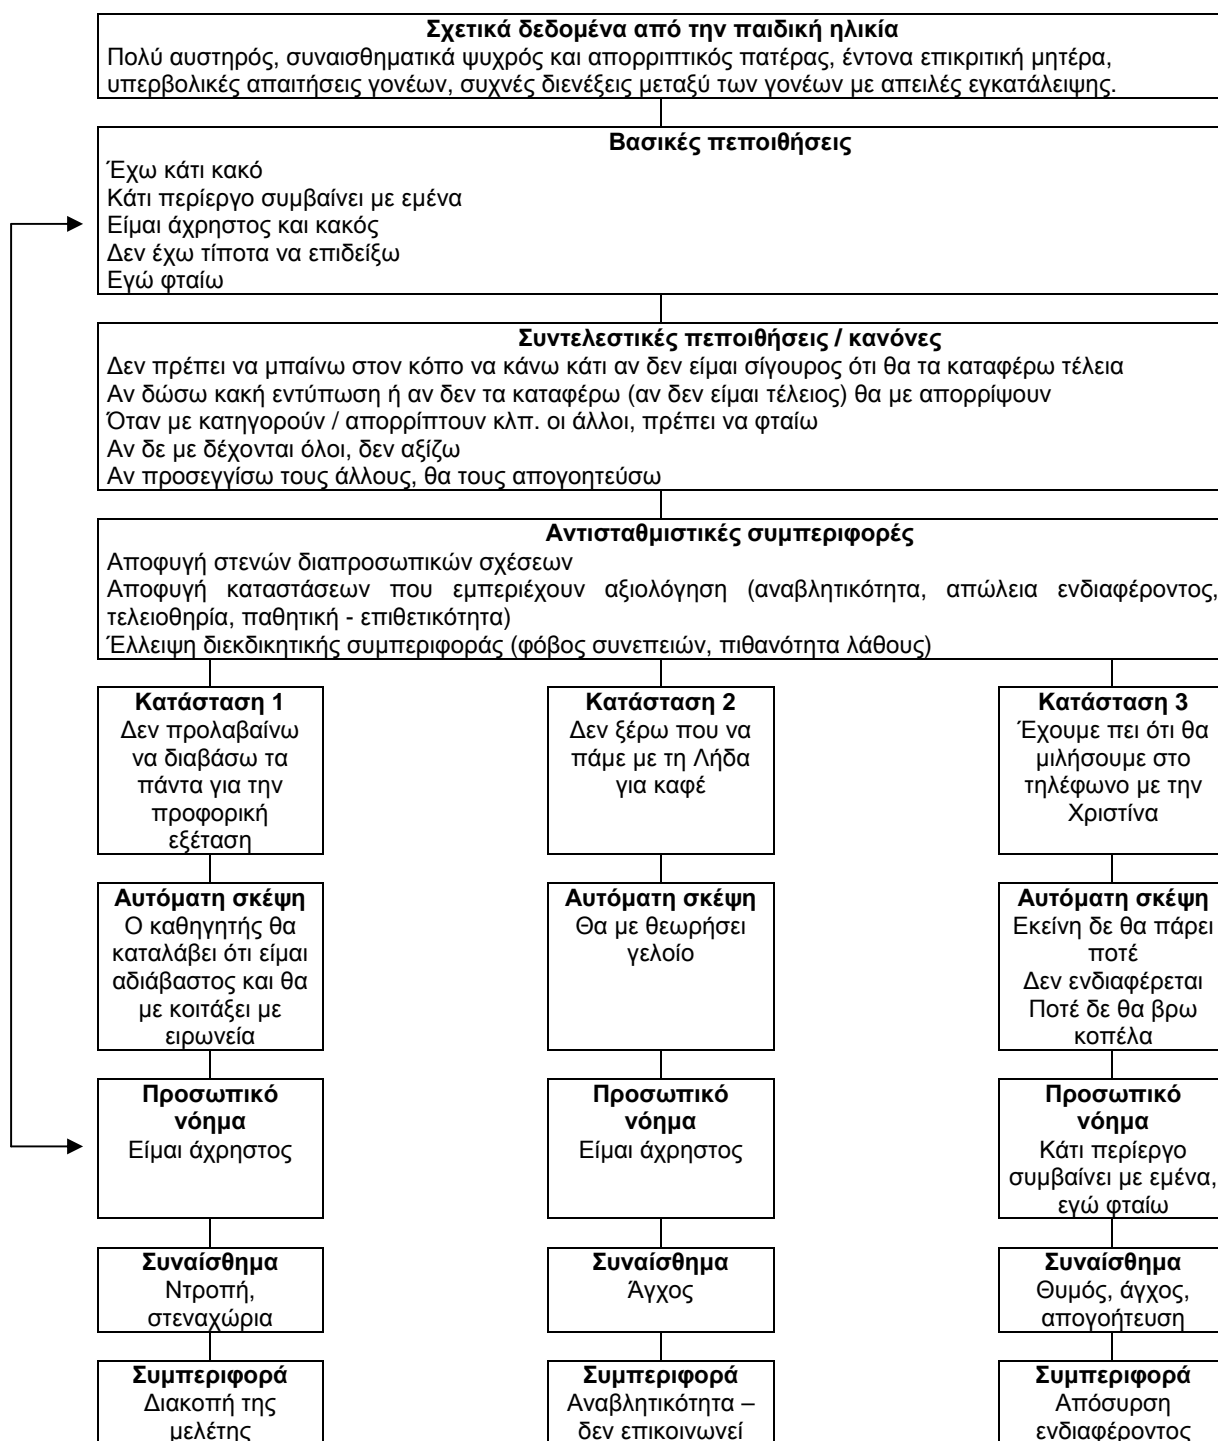 Σχετικά δεδομένα από την παιδική ηλικία
Πολύ αυστηρός, συναισθηματικά ψυχρός και απορριπτικός πατέρας, έντονα επικριτική μητέρα,
υπερβολικές απαιτήσεις γονέων, συχνές διενέξεις μεταξύ των γονέων με απειλές εγκατάλειψης.
Βασικές πεποιθήσεις
Έχω κάτι κακό
Κάτι περίεργο συμβαίνει με εμένα
Είμαι άχρηστος και κακός
Δεν έχω τίποτα να επιδείξω
Εγώ φταίω
Συντελεστικές πεποιθήσεις / κανόνες
Δεν πρέπει να μπαίνω στον κόπο να κάνω κάτι αν δεν είμαι σίγουρος ότι θα τα καταφέρω τέλεια
Αν δώσω κακή εντύπωση ή αν δεν τα καταφέρω (αν δεν είμαι τέλειος) θα με απορρίψουν
Όταν με κατηγορούν / απορρίπτουν κλπ. οι άλλοι, πρέπει να φταίω
Αν δε με δέχονται όλοι, δεν αξίζω
Αν προσεγγίσω τους άλλους, θα τους απογοητεύσω
Αντισταθμιστικές συμπεριφορές
Αποφυγή στενών διαπροσωπικών σχέσεων
Αποφυγή καταστάσεων που εμπεριέχουν αξιολόγηση (αναβλητικότητα, απώλεια ενδιαφέροντος,
τελειοθηρία, παθητική - επιθετικότητα)
Έλλειψη διεκδικητικής συμπεριφοράς (φόβος συνεπειών, πιθανότητα λάθους)
Κατάσταση 1
Δεν προλαβαίνω
να διαβάσω τα
πάντα για την
προφορική
εξέταση
Κατάσταση 2
Δεν ξέρω που να
πάμε με τη Λήδα
για καφέ
Κατάσταση 3
Έχουμε πει ότι θα
μιλήσουμε στο
τηλέφωνο με την
Χριστίνα
Αυτόματη σκέψη
Ο καθηγητής θα
καταλάβει ότι είμαι
αδιάβαστος και θα
με κοιτάξει με
ειρωνεία
Αυτόματη σκέψη
Θα με θεωρήσει
γελοίο
Αυτόματη σκέψη
Εκείνη δε θα πάρει
ποτέ
Δεν ενδιαφέρεται
Ποτέ δε θα βρω
κοπέλα
Προσωπικό
νόημα
Είμαι άχρηστος
Προσωπικό
νόημα
Είμαι άχρηστος
Προσωπικό
νόημα
Κάτι περίεργο
συμβαίνει με εμένα,
εγώ φταίω
Συναίσθημα
Ντροπή,
στεναχώρια
Συναίσθημα
Άγχος
Συναίσθημα
Θυμός, άγχος,
απογοήτευση
Συμπεριφορά
Διακοπή της
μελέτης
Συμπεριφορά
Αναβλητικότητα –
δεν επικοινωνεί
Συμπεριφορά
Απόσυρση
ενδιαφέροντος